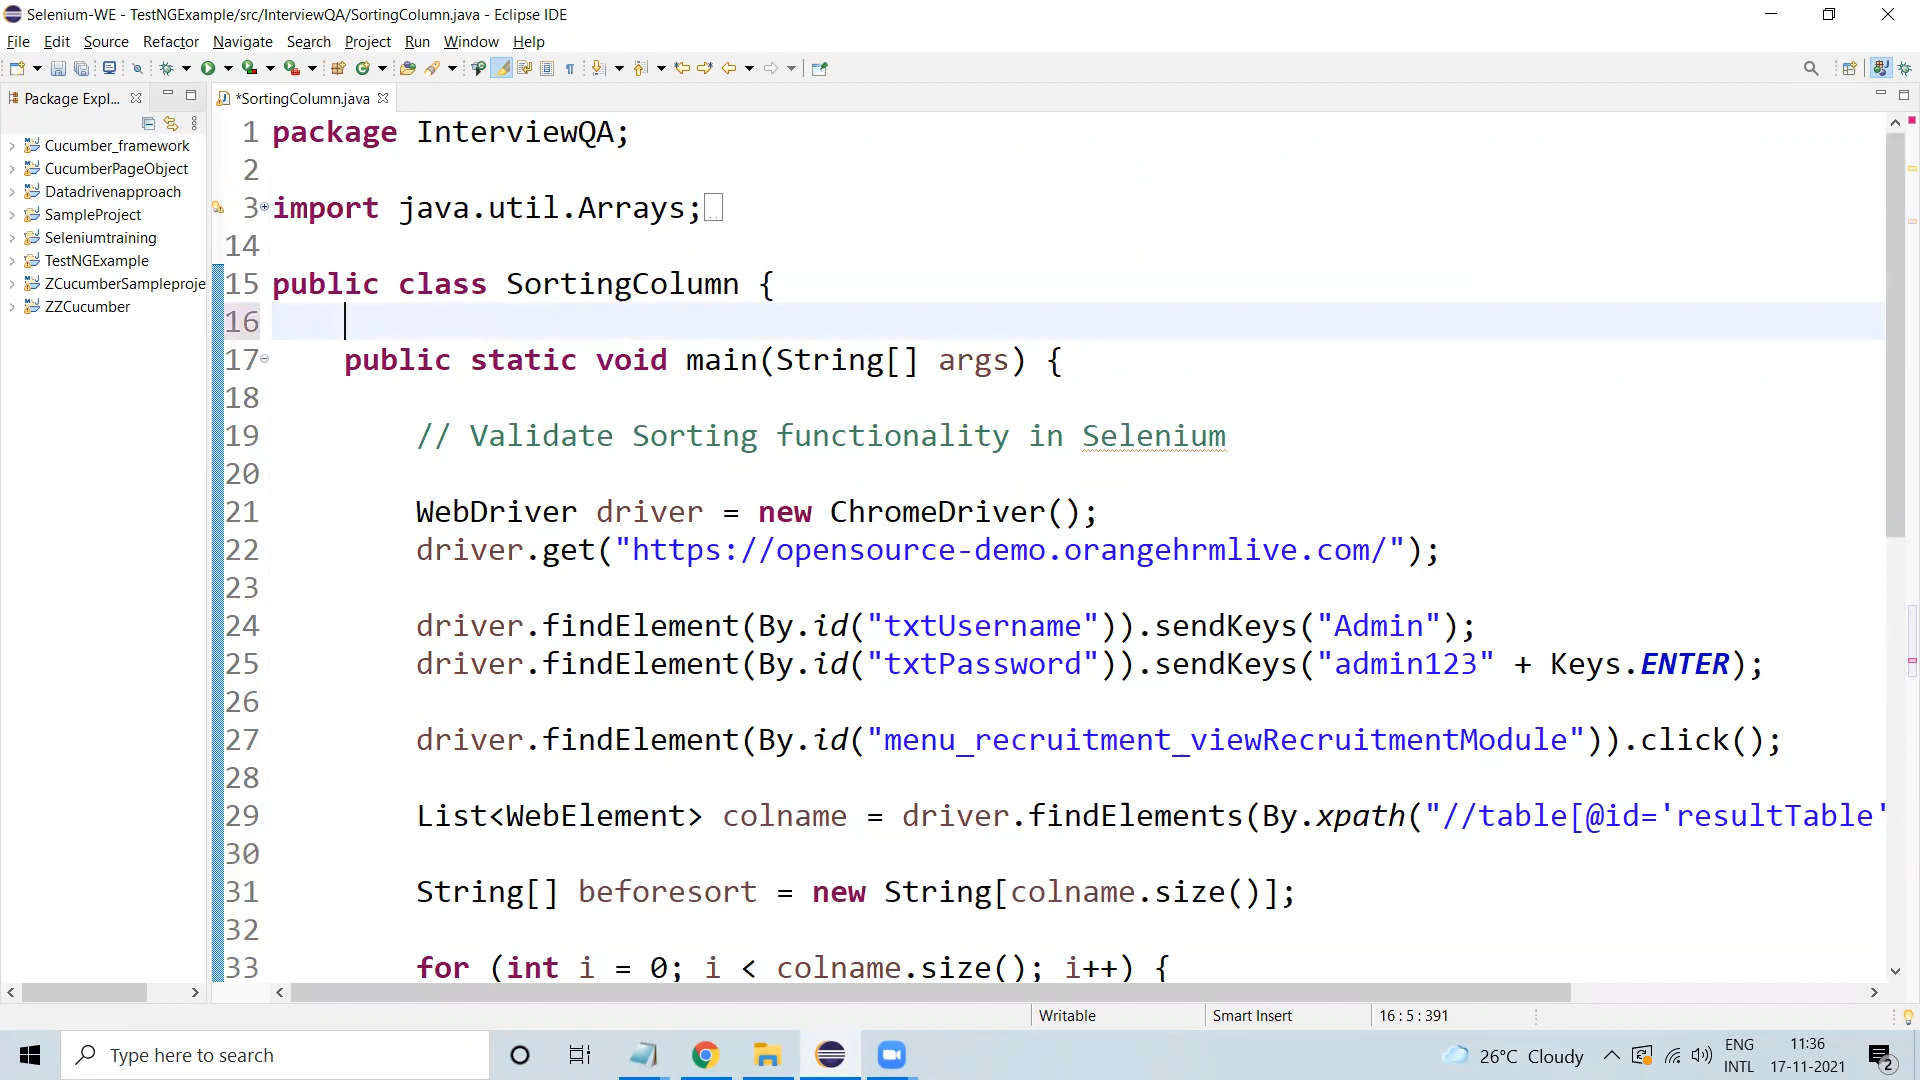 Selenium-WE - TestNGExample/src/InterviewQA/SortingColumn.java - Eclipse IDE
File Edit Source Refactor Navigate Search Project Run Window Help
Package Expl...
Cucumber_framework
CucumberPageObject
Datadrivenapproach
SampleProject
Seleniumtraining
TestNGExample
ZCucumberSampleproje
ZZCucumber
*SortingColumn.java
1 package InterviewQA;
2
3 import java.util.Arrays;
14
15 public class SortingColumn {
16
17 public static void main(String[] args) {
18
19 // Validate Sorting functionality in Selenium
20
21 WebDriver driver = new ChromeDriver();
22 driver.get("https://opensource-demo.orangehrmlive.com/");
23
24 driver.findElement(By.id("txtUsername")).sendKeys("Admin");
25 driver.findElement(By.id("txtPassword")).sendKeys("admin123" + Keys.ENTER);
26
27 driver.findElement(By.id("menu_recruitment_viewRecruitmentModule")).click();
28
29 List<WebElement> colname = driver.findElements(By.xpath("//table[@id='resultTable'
30
31 String[] beforesort = new String[colname.size()];
32
33 for (int i = 0; i < colname.size(); i++) {
Writable Smart Insert 16 : 5 : 391
Type here to search
26°C Cloudy
ENG
INTL
11:36
17-11-2021
2